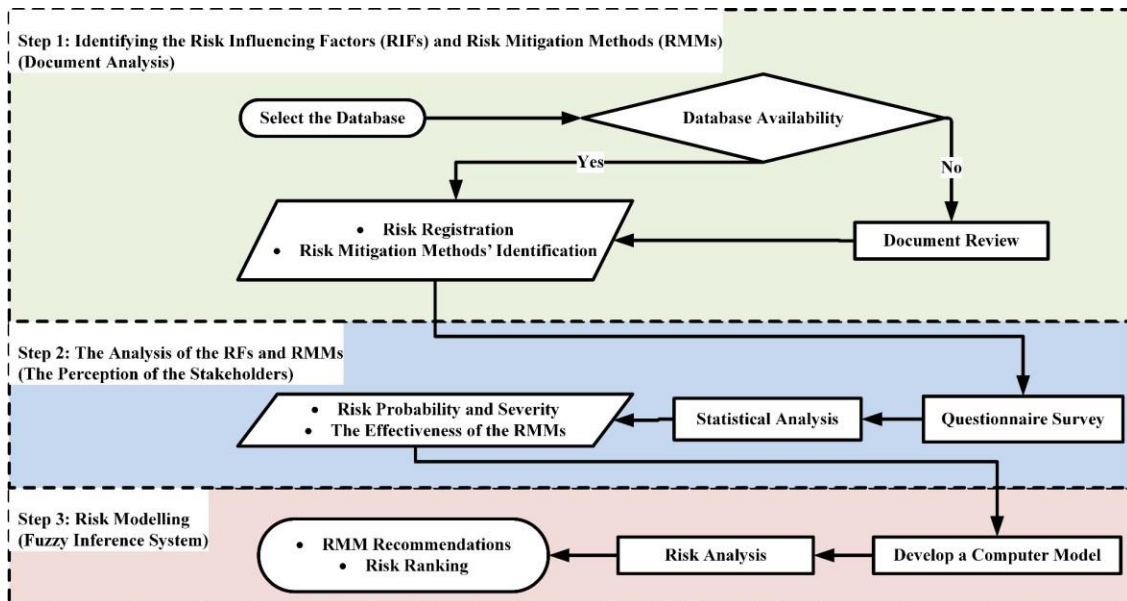 Step 1: Identifying the Risk Influencing Factors (RIFs) and Risk Mitigation Methods (RMMs)
(Document Analysis)
Select the Database
Database Availability
Yes
No
• Risk Registration
• Risk Mitigation Methods' Identification
Document Review
Step 2: The Analysis of the RFs and RMMs
(The Perception of the Stakeholders)
• Risk Probability and Severity
• The Effectiveness of the RMMs
Statistical Analysis
Questionnaire Survey
Step 3: Risk Modelling
(Fuzzy Inference System)
• RMM Recommendations
• Risk Ranking
Risk Analysis
Develop a Computer Model